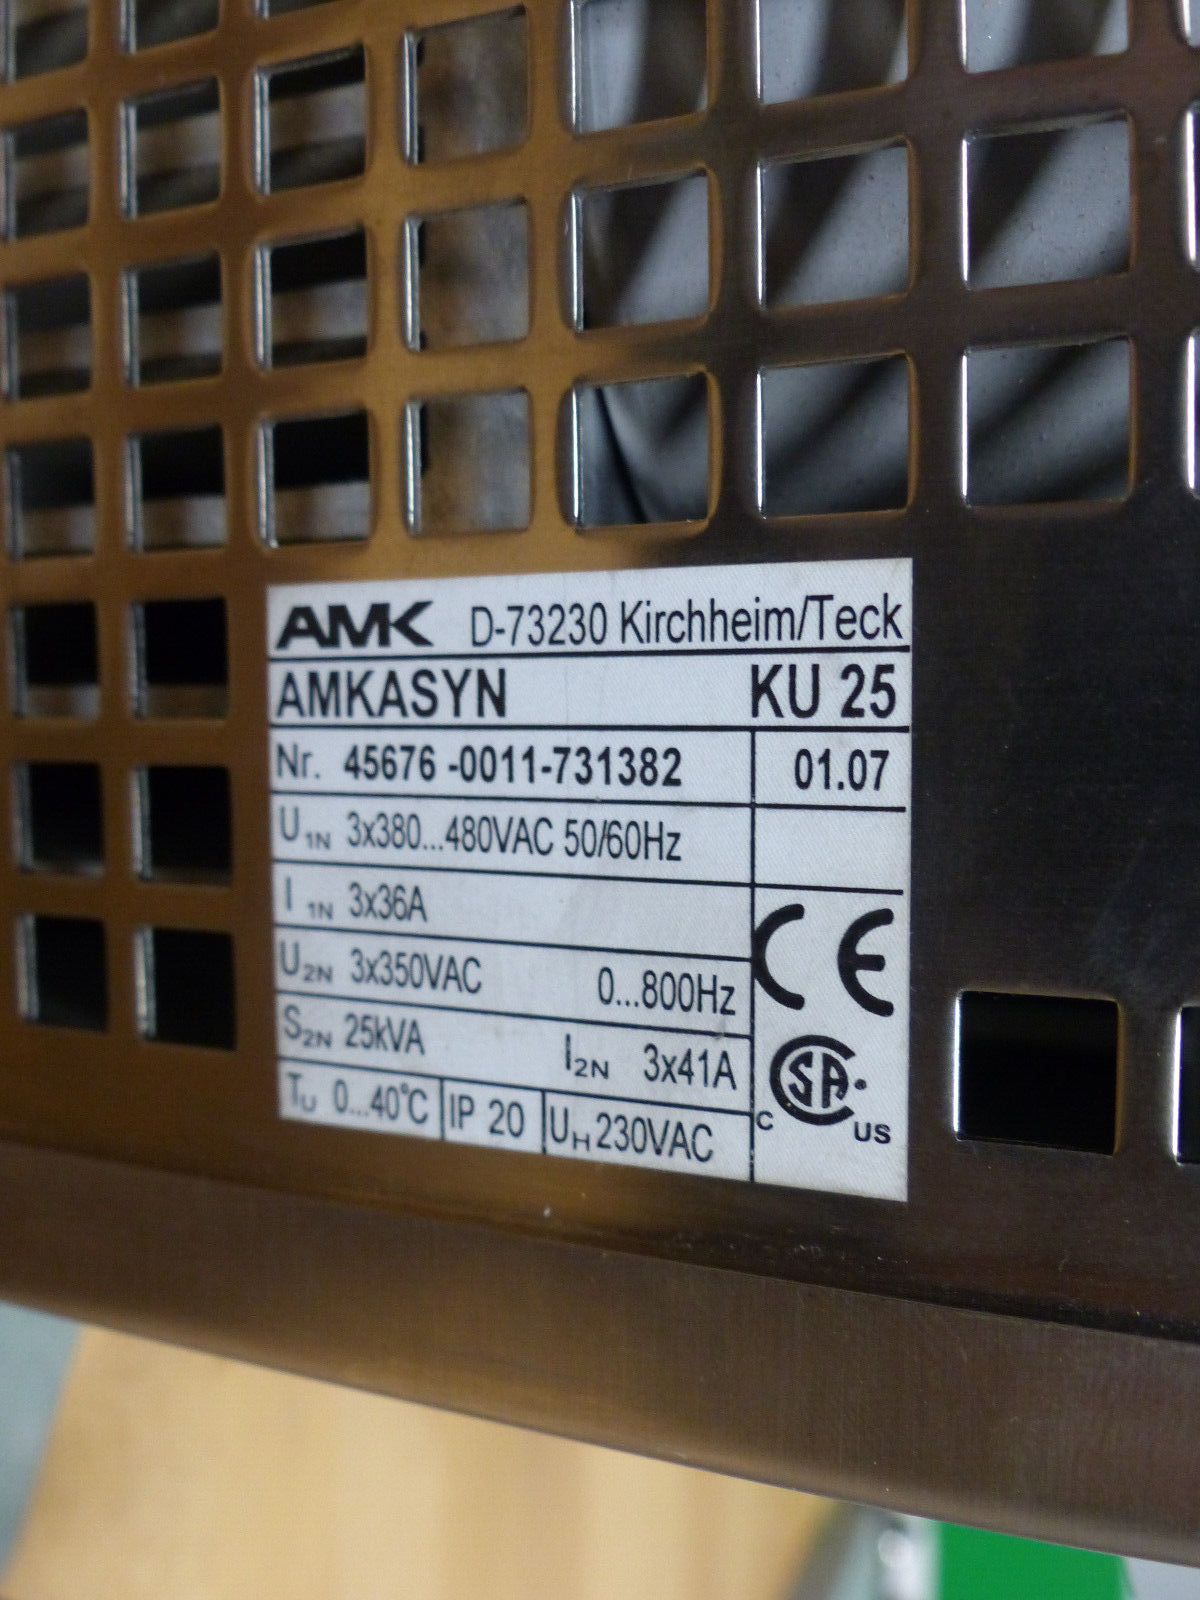 AMK D-73230 Kirchheim/Teck
AMKASYN KU 25
Nr. 45676 -0011-731382 01.07
U1N 3x380...480VAC 50/60Hz
I 1N 3x36A
U2N 3x350VAC 0...800Hz
CE
S2N 25kVA I2N 3x41A
C SA US
TU 0...40°C IP 20 UH 230VAC